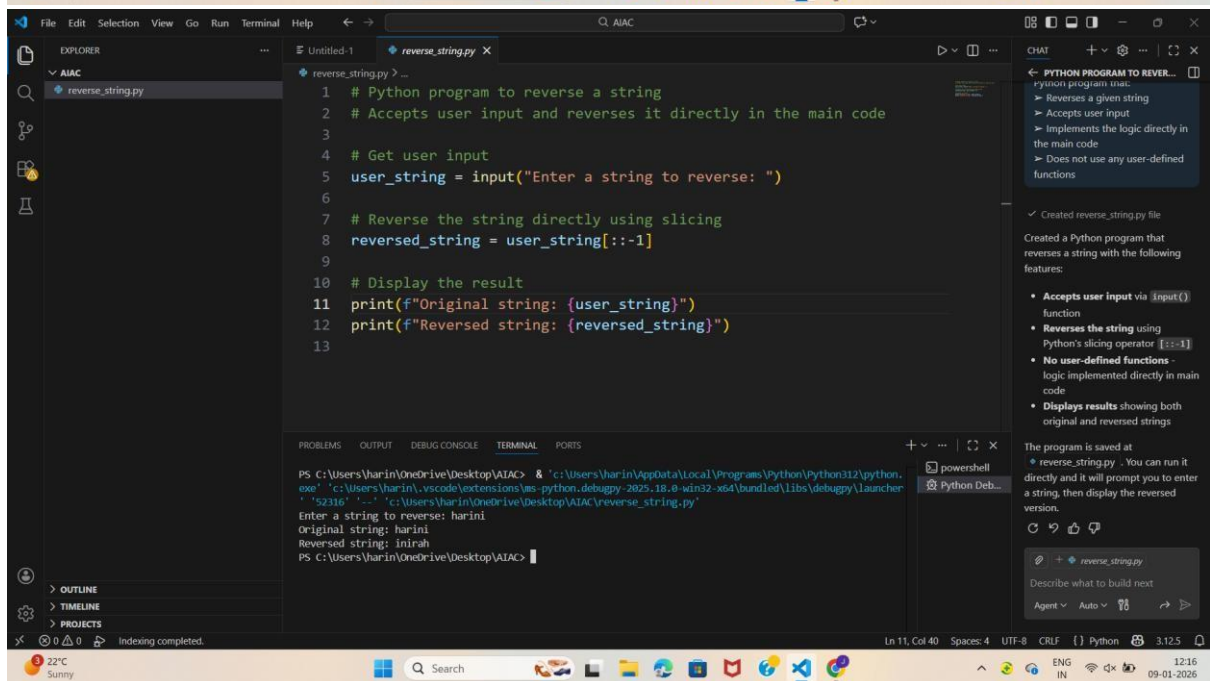 File Edit Selection View Go Run Terminal Help
AIAC
EXPLORER
AIAC
reverse_string.py
Untitled-1 reverse_string.py
reverse_string.py > ...
1 # Python program to reverse a string
2 # Accepts user input and reverses it directly in the main code
3
4 # Get user input
5 user_string = input("Enter a string to reverse: ")
6
7 # Reverse the string directly using slicing
8 reversed_string = user_string[::-1]
9
10 # Display the result
11 print(f"Original string: {user_string}")
12 print(f"Reversed string: {reversed_string}")
13
PROBLEMS OUTPUT DEBUG CONSOLE TERMINAL PORTS
PS C:\Users\harin\OneDrive\Desktop\AIAC> & 'c:\Users\harin\AppData\Local\Programs\Python\Python312\python.
exe' 'c:\Users\harin\.vscode\extensions\ms-python.debugpy-2025.18.0-win32-x64\bundled\libs\debugpy\launcher
' '52316' '--' 'c:\Users\harin\OneDrive\Desktop\AIAC\reverse_string.py'
Enter a string to reverse: harini
Original string: harini
Reversed string: inirah
PS C:\Users\harin\OneDrive\Desktop\AIAC>
powershell
Python Deb...
CHAT
PYTHON PROGRAM TO REVER...
Python program that:
➢ Reverses a given string
➢ Accepts user input
➢ Implements the logic directly in
the main code
➢ Does not use any user-defined
functions
Created reverse_string.py file
Created a Python program that
reverses a string with the following
features:
• Accepts user input via input()
function
• Reverses the string using
Python's slicing operator [::-1]
• No user-defined functions -
logic implemented directly in main
code
• Displays results showing both
original and reversed strings
The program is saved at
reverse_string.py . You can run it
directly and it will prompt you to enter
a string, then display the reversed
version.
+ reverse_string.py
Describe what to build next
Agent Auto
OUTLINE
TIMELINE
PROJECTS
0 0 Indexing completed.
Ln 11, Col 40 Spaces: 4 UTF-8 CRLF {} Python 3.12.5
3
22°C
Sunny
Search
ENG
IN
12:16
09-01-2026